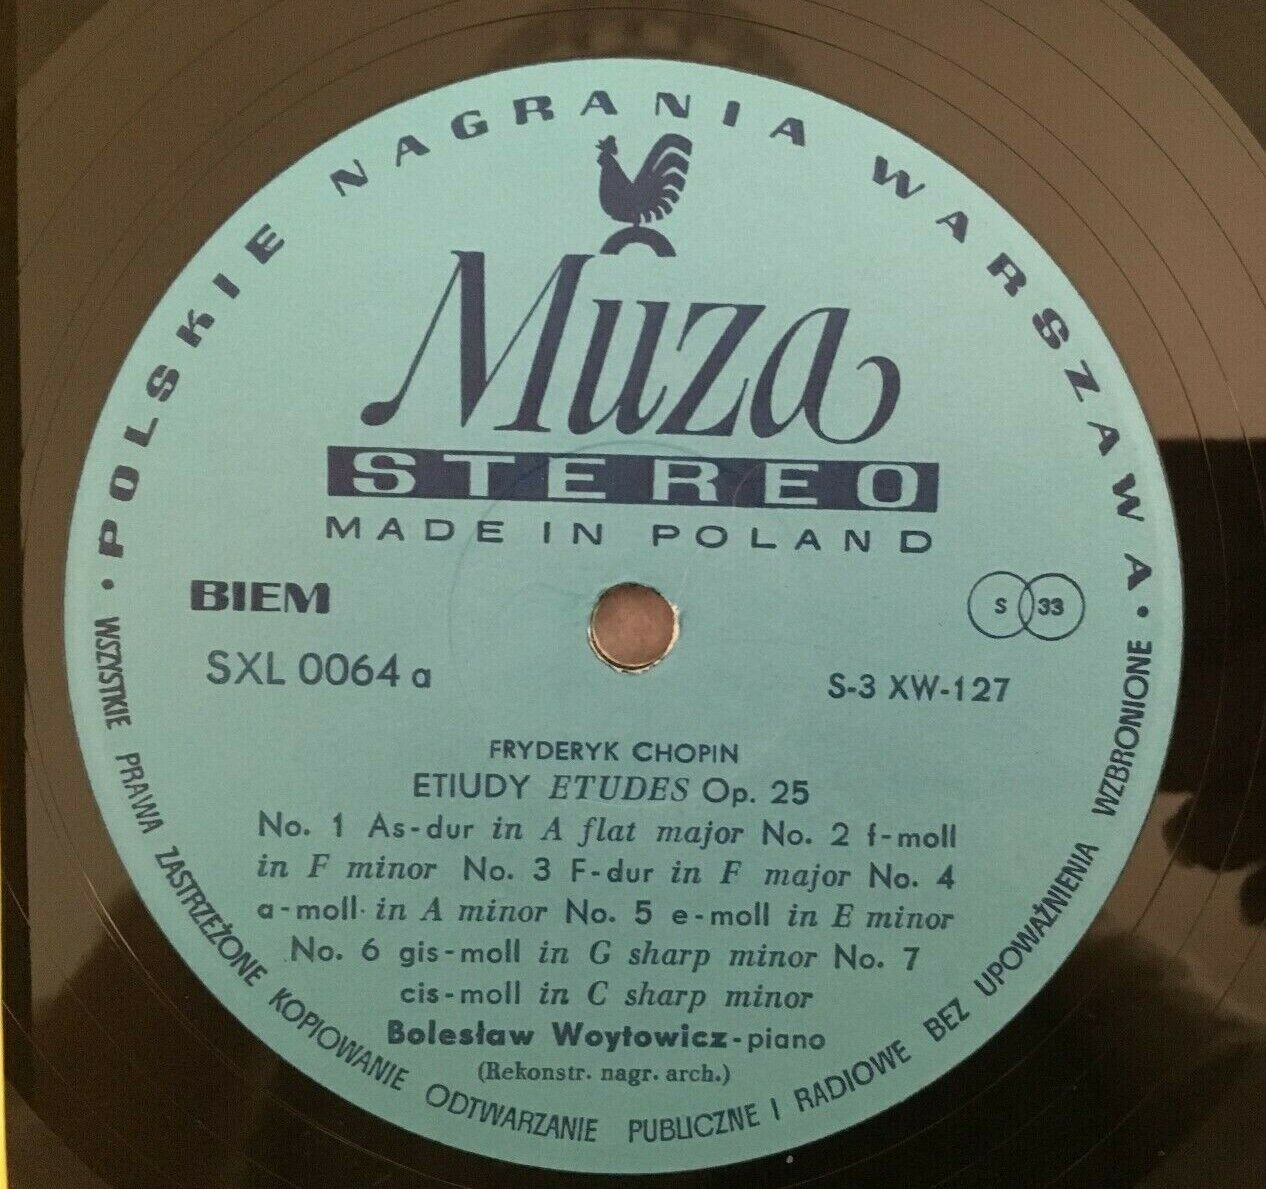 POLSKIE NAGRANIA WARSZAWA
Muza
STEREO
MADE IN POLAND
BIEM
S 33
SXL 0064 a
S-3 XW-127
FRYDERYK CHOPIN
ETIUDY ETUDES Op. 25
No. 1 As-dur in A flat major No. 2 f-moll
in F minor No. 3 F-dur in F major No. 4
a-moll in A minor No. 5 e-moll in E minor
No. 6 gis-moll in G sharp minor No. 7
cis-moll in C sharp minor
Bolesław Woytowicz-piano
(Rekonstr. nagr. arch.)
• WSZYSTKIE PRAWA ZASTRZEŻONE KOPIOWANIE ODTWARZANIE PUBLICZNE I RADIOWE BEZ UPOWAŻNIENIA WZBRONIONE •